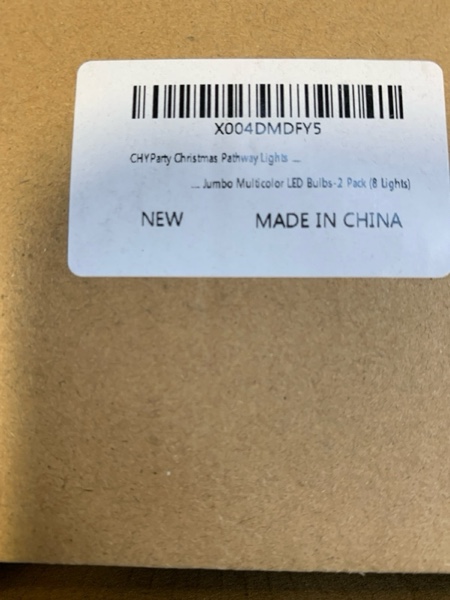 X004DMDFY5
CHYParty Christmas Pathway Lights ...
... Jumbo Multicolor LED Bulbs-2 Pack (8 Lights)
NEW MADE IN CHINA